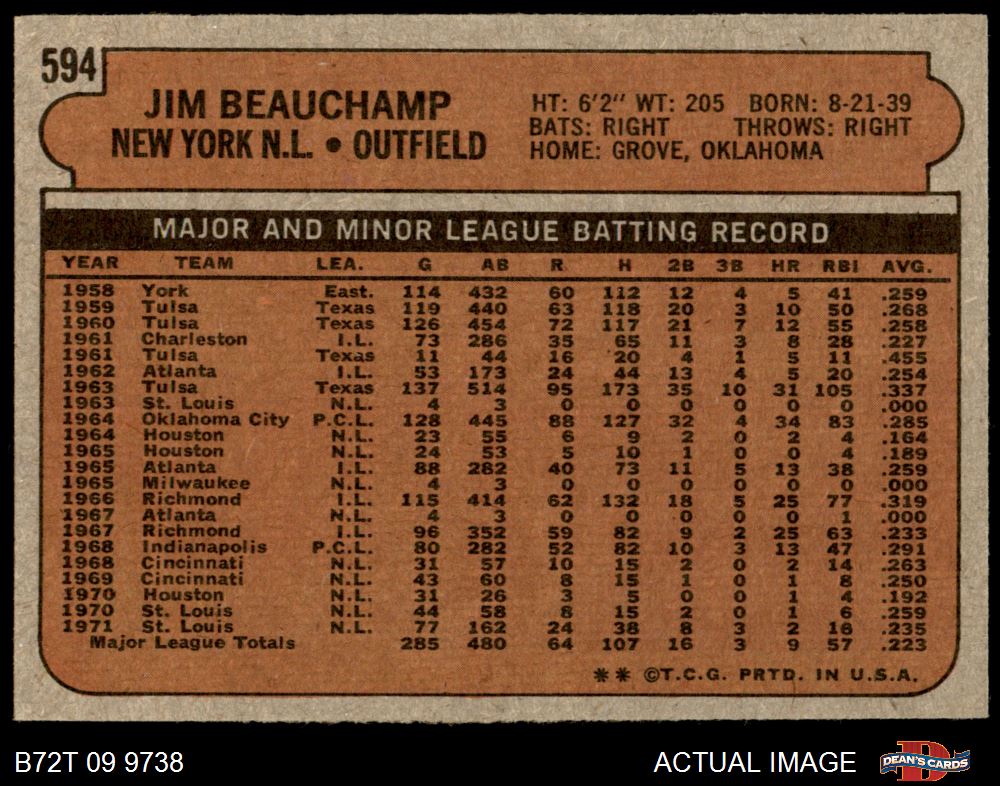 594
JIM BEAUCHAMP
NEW YORK N.L. • OUTFIELD
HT: 6'2" WT: 205 BORN: 8-21-39
BATS: RIGHT THROWS: RIGHT
HOME: GROVE, OKLAHOMA
MAJOR AND MINOR LEAGUE BATTING RECORD
YEAR TEAM LEA. G AB R H 2B 3B HR RBI AVG.
1958 York East. 114 432 60 112 12 4 5 41 .259
1959 Tulsa Texas 119 440 63 118 20 3 10 50 .268
1960 Tulsa Texas 126 454 72 117 21 7 12 55 .258
1961 Charleston I.L. 73 286 35 65 11 3 8 28 .227
1961 Tulsa Texas 11 44 16 20 4 1 5 11 .455
1962 Atlanta I.L. 53 173 24 44 13 4 5 20 .254
1963 Tulsa Texas 137 514 95 173 35 10 31 105 .337
1963 St. Louis N.L. 4 3 0 0 0 0 0 0 .000
1964 Oklahoma City P.C.L. 128 445 88 127 32 4 34 83 .285
1964 Houston N.L. 23 55 6 9 2 0 2 4 .164
1965 Houston N.L. 24 53 5 10 1 0 0 4 .189
1965 Atlanta I.L. 88 282 40 73 11 5 13 38 .259
1965 Milwaukee N.L. 4 3 0 0 0 0 0 0 .000
1966 Richmond I.L. 115 414 62 132 18 5 25 77 .319
1967 Atlanta N.L. 4 3 0 0 0 0 0 1 .000
1967 Richmond I.L. 96 352 59 82 9 2 25 63 .233
1968 Indianapolis P.C.L. 80 282 52 82 10 3 13 47 .291
1968 Cincinnati N.L. 31 57 10 15 2 0 2 14 .263
1969 Cincinnati N.L. 43 60 8 15 1 0 1 8 .250
1970 Houston N.L. 31 26 3 5 0 0 1 4 .192
1970 St. Louis N.L. 44 58 8 15 2 0 1 6 .259
1971 St. Louis N.L. 77 162 24 38 8 3 2 16 .235
Major League Totals 285 480 64 107 16 3 9 57 .223
** ©T.C.G. PRTD. IN U.S.A.
B72T 09 9738
ACTUAL IMAGE
D
DEAN'S CARDS